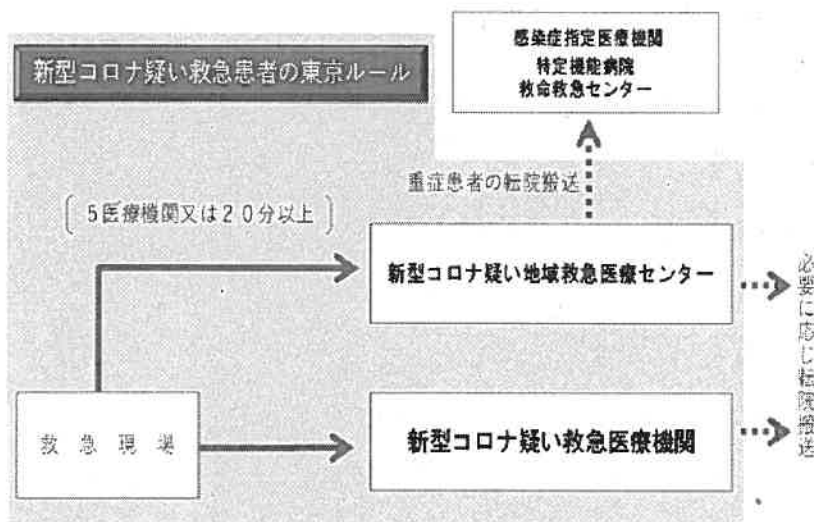 新型コロナ疑い救急患者の東京ルール
感染症指定医療機関
特定機能病院
救命救急センター
重症患者の転院搬送
〔 5医療機関又は20分以上 〕
新型コロナ疑い地域救急医療センター
必要に応じ転院搬送
救急現場
新型コロナ疑い救急医療機関